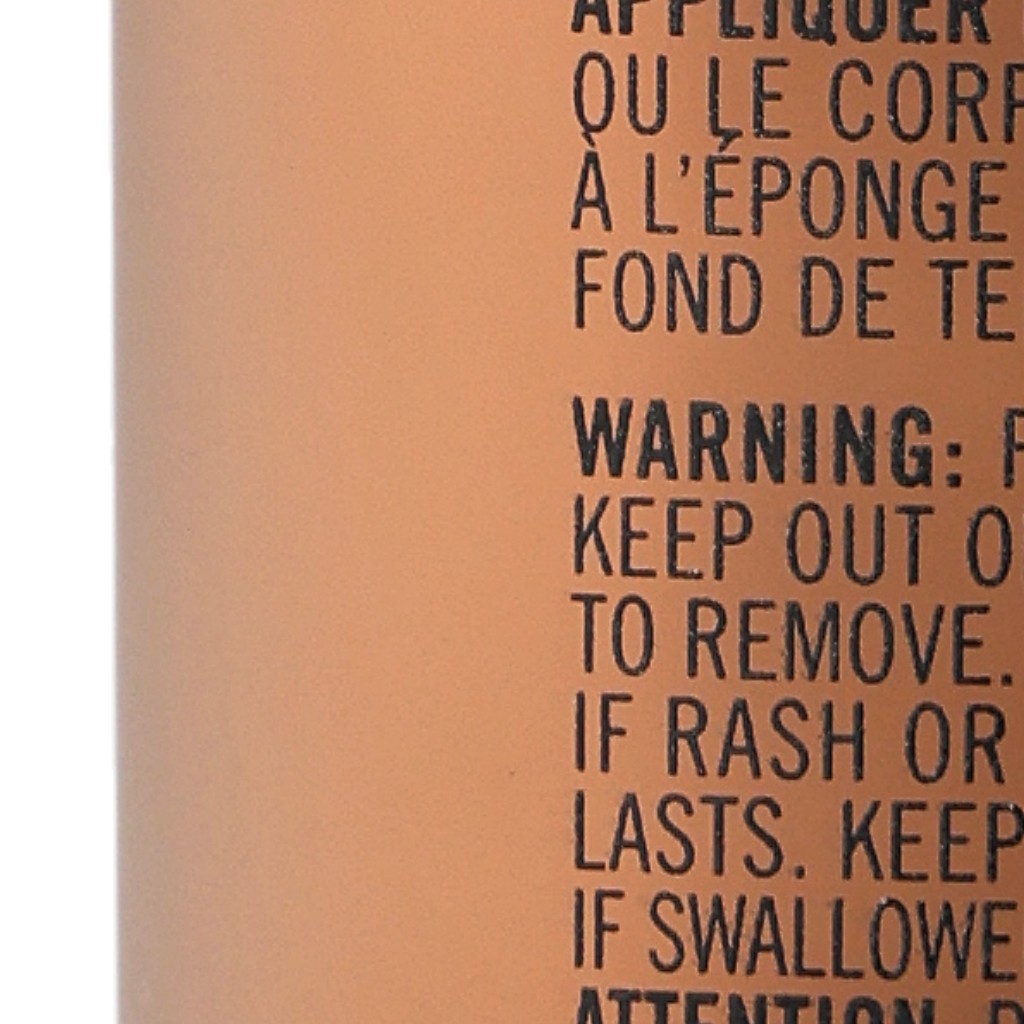 APPLIQUER
OU LE CORP
À L'ÉPONGE
FOND DE TE
WARNING: F
KEEP OUT O
TO REMOVE.
IF RASH OR
LASTS. KEEP
IF SWALLOWE
ATTENTION